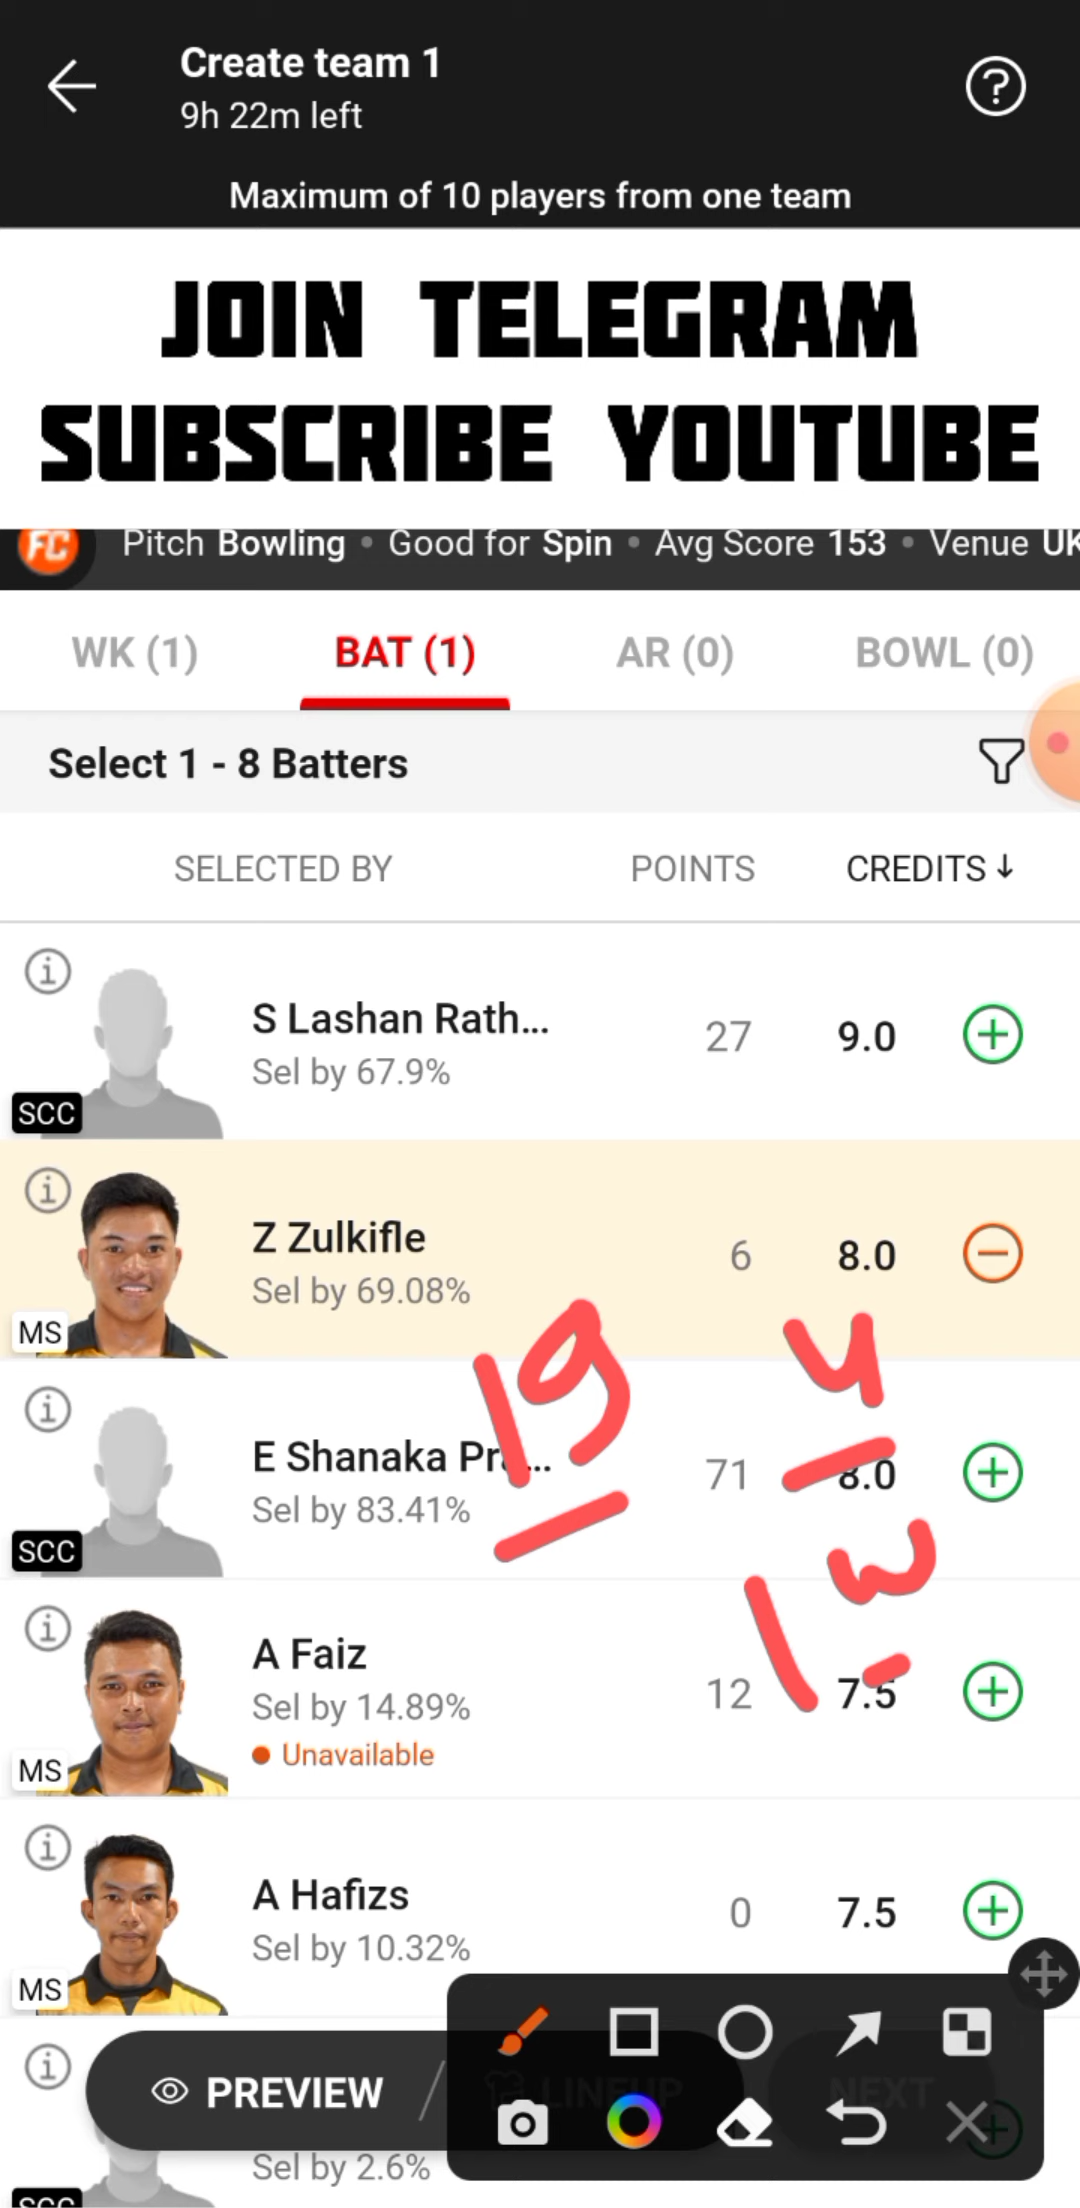 Create team 1
9h 22m left
Maximum of 10 players from one team
JOIN TELEGRAM
SUBSCRIBE YOUTUBE
FC Pitch Bowling • Good for Spin • Avg Score 153 • Venue UK
WK (1) BAT (1) AR (0) BOWL (0)
Select 1 - 8 Batters
SELECTED BY POINTS CREDITS ↓
S Lashan Rath... 27 9.0
Sel by 67.9%
SCC
Z Zulkifle 6 8.0
Sel by 69.08%
MS
19 4
E Shanaka Pr... 71 8.0
Sel by 83.41%
SCC
1w
A Faiz 12 7.5
Sel by 14.89%
• Unavailable
MS
A Hafizs 0 7.5
Sel by 10.32%
MS
PREVIEW / LINEUP NEXT
Sel by 2.6%
SCC